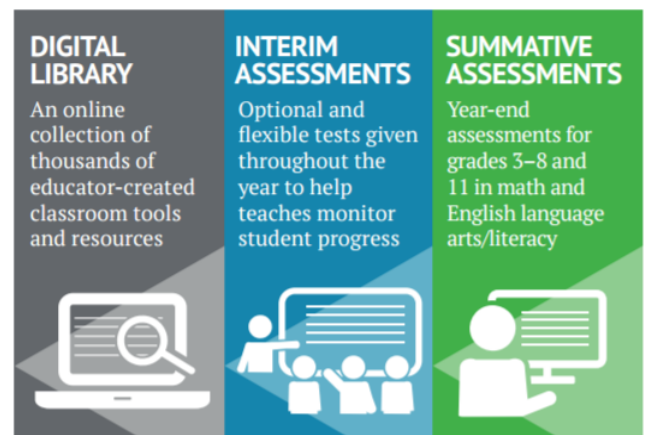 DIGITAL
LIBRARY
An online
collection of
thousands of
educator-created
classroom tools
and resources
INTERIM
ASSESSMENTS
Optional and
flexible tests given
throughout the
year to help
teaches monitor
student progress
SUMMATIVE
ASSESSMENTS
Year-end
assessments for
grades 3–8 and
11 in math and
English language
arts/literacy